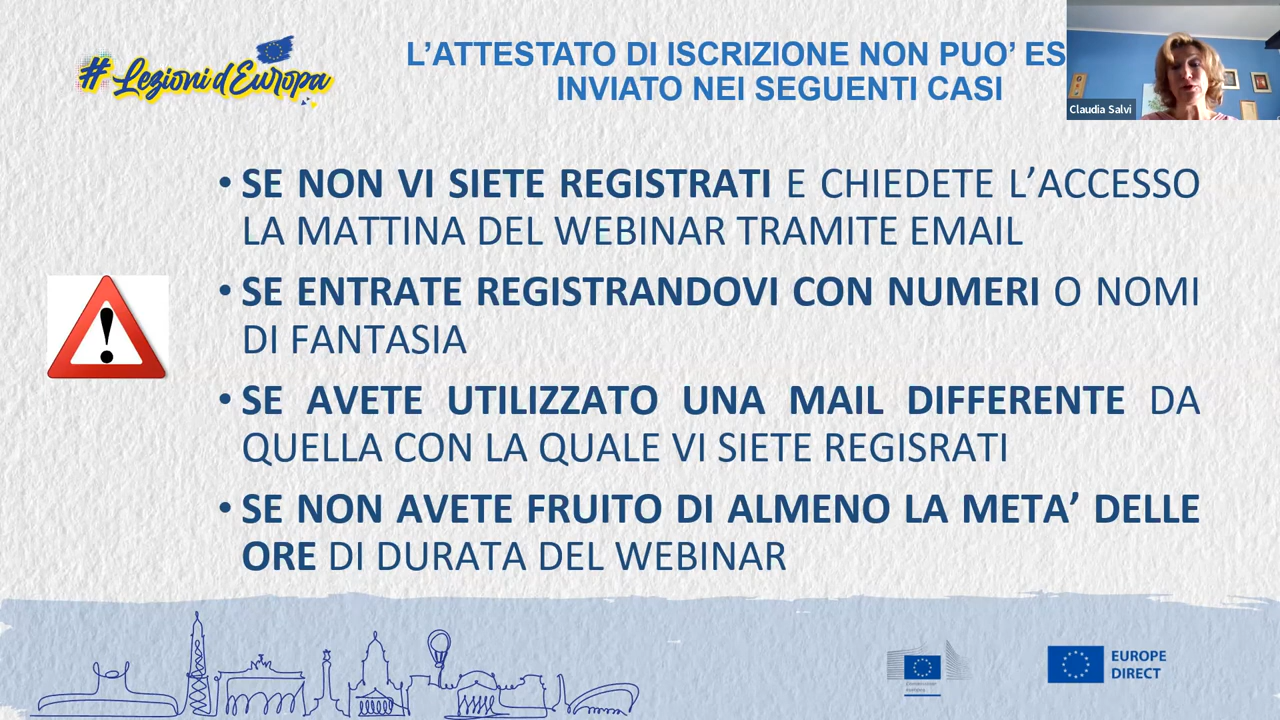 #Lezioni d'Europa
L'ATTESTATO DI ISCRIZIONE NON PUO' ES
INVIATO NEI SEGUENTI CASI
Claudia Salvi
• SE NON VI SIETE REGISTRATI E CHIEDETE L'ACCESSO
LA MATTINA DEL WEBINAR TRAMITE EMAIL
• SE ENTRATE REGISTRANDOVI CON NUMERI O NOMI
DI FANTASIA
• SE AVETE UTILIZZATO UNA MAIL DIFFERENTE DA
QUELLA CON LA QUALE VI SIETE REGISRATI
• SE NON AVETE FRUITO DI ALMENO LA META' DELLE
ORE DI DURATA DEL WEBINAR
EUROPE
DIRECT